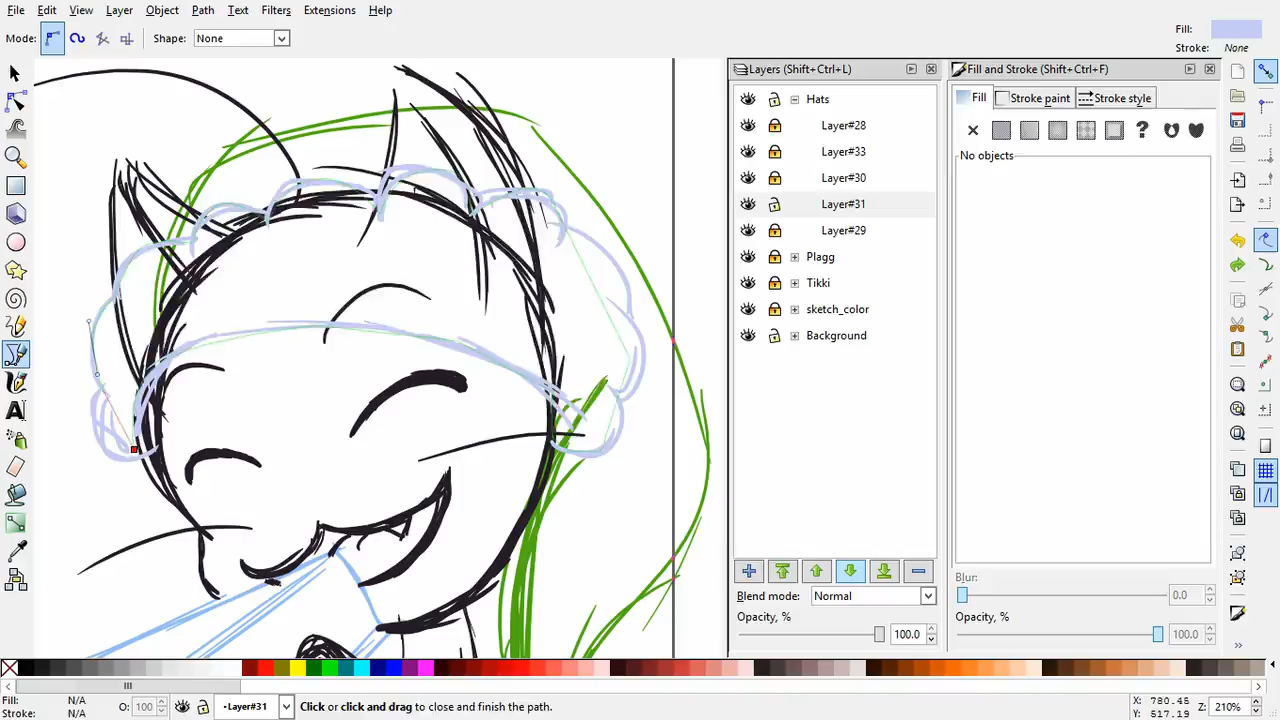 File Edit View Layer Object Path Text Filters Extensions Help
Mode: Shape: None Fill:
Stroke: None
Layers (Shift+Ctrl+L) Fill and Stroke (Shift+Ctrl+F)
Hats
Layer#28
Layer#33
Layer#30
Layer#31
Layer#29
Plagg
Tikki
sketch_color
Background
Fill Stroke paint Stroke style
No objects
Blend mode: Normal
Opacity, % 100.0
Blur: 0.0
Opacity, %
100.0
Fill: N/A
Stroke: N/A
O: 100 •Layer#31 Click or click and drag to close and finish the path.
X: 780.45
Y: 517.19
Z: 210%